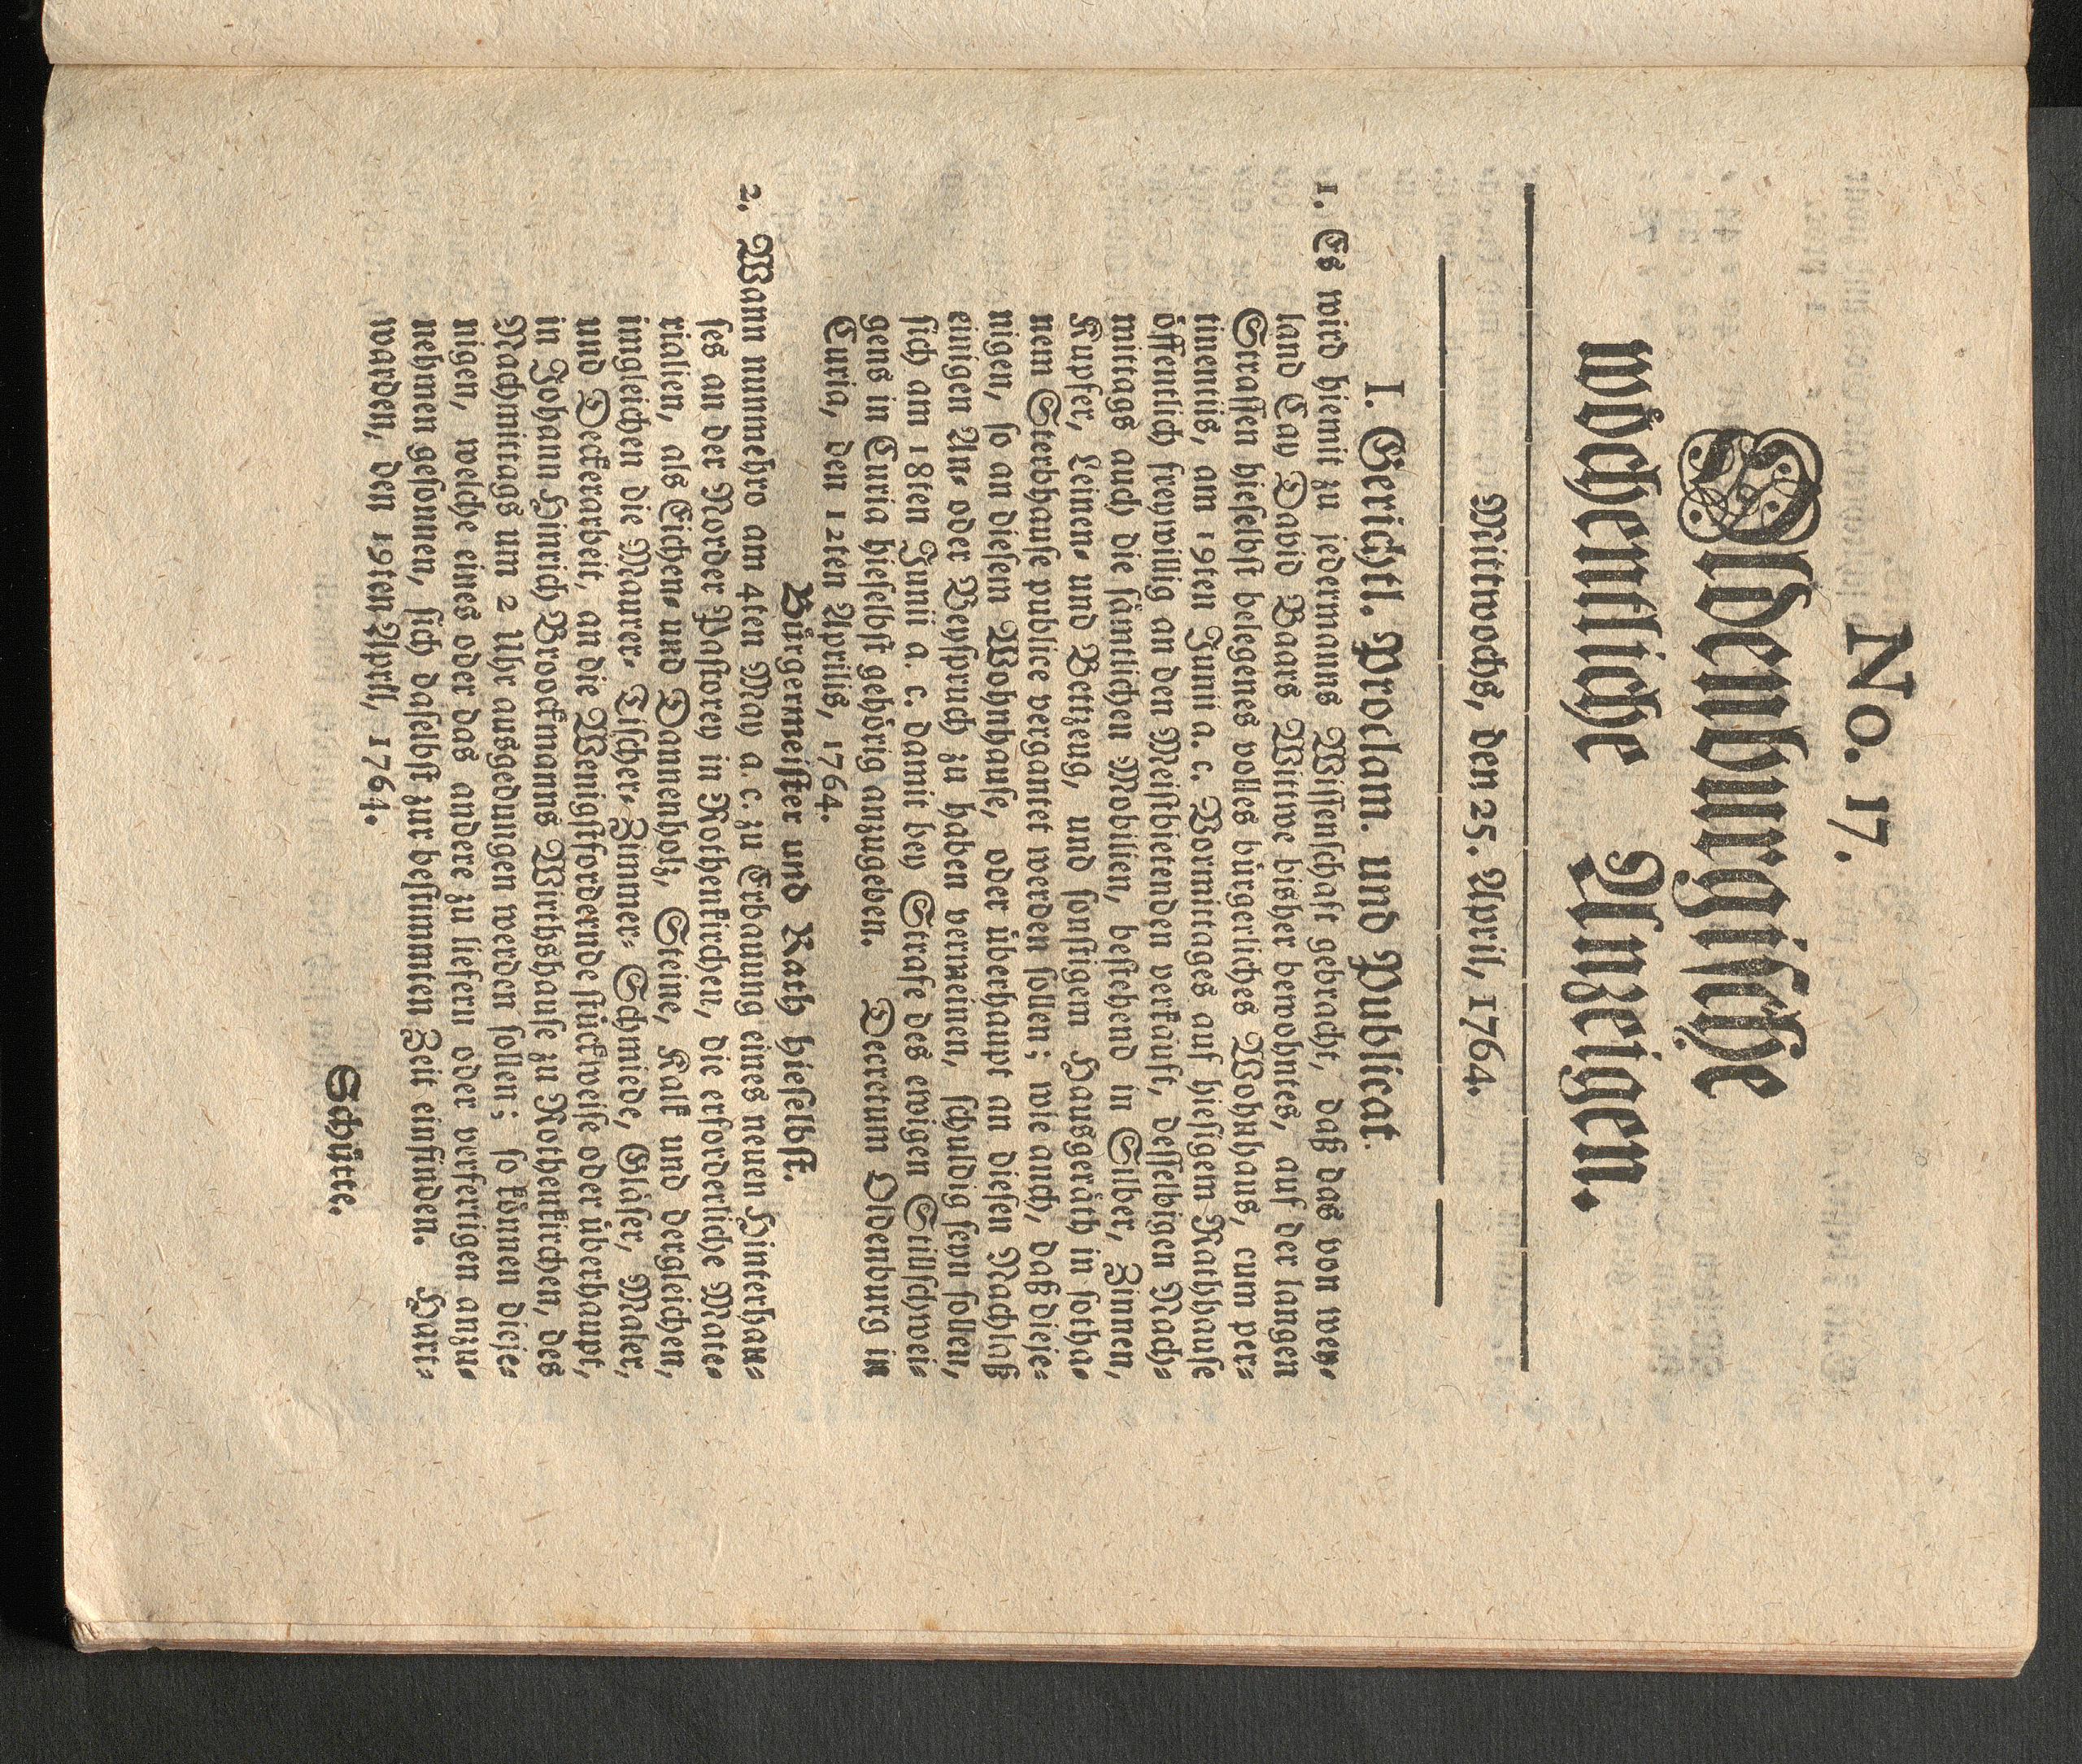 No. 17.
Oldenburgische
wöchentliche Anzeigen.
Mittwochs, den 25. April, 1764.
I. Gerichtl. Proclam. und Publicat.
1. Es wird hiemit zu jedermanns Wissenschaft gebracht, daß das von wey-
land Cay David Baars Wittwe bisher bewohntes, auf der langen
Strassen hieselbst belegenes volles bürgerliches Wohnhaus, cum per-
tinentiis, am 19ten Junii a. c. Vormittages auf hiesigem Rathhause
öffentlich freywillig an den Meistbietenden verkauft, desselbigen Nach-
mittags auch die sämtlichen Mobilien, bestehend in Silber, Zinnen,
Kupfer, Leinen- und Bettzeug, und sonstigem Hausgeräth in sotha-
nem Sterbhause publice vergantet werden sollen; wie auch, daß dieje-
nigen, so an diesem Wohnhause, oder überhaupt an diesen Nachlaß
einigen An- oder Beyspruch zu haben vermeinen, schuldig seyn sollen,
sich am 18ten Junii a. c. damit bey Strafe des ewigen Stillschwei-
gens in Curia hieselbst gehörig anzugeben. Decretum Oldenburg in
Curia, den 12ten Aprilis, 1764.
Bürgermeister und Rath hieselbst.
2. Wann nunmehro am 4ten May a. c. zu Erbauung eines neuen Hinterhau-
ses an der Norder Pastorey in Rothenkirchen, die erforderliche Mate-
rialien, als Eichen- und Dannenholz, Steine, Kalk und dergleichen,
imgleichen die Maurer- Tischer- Zimmer- Schmiede, Gläser, Maler,
und Deckerarbeit, an die Wenigstfordernde stückweise oder überhaupt,
in Johann Hinrich Broockmanns Wirthshause zu Rothenkirchen, des
Nachmittags um 2 Uhr ausgedungen werden sollen; so können dieje-
nigen, welche eines oder das andere zu liefern oder verfertigen anzu-
nehmen gesonnen, sich daselbst zur bestimmten Zeit einfinden. Hart-
warden, den 19ten April, 1764.
Schütte.